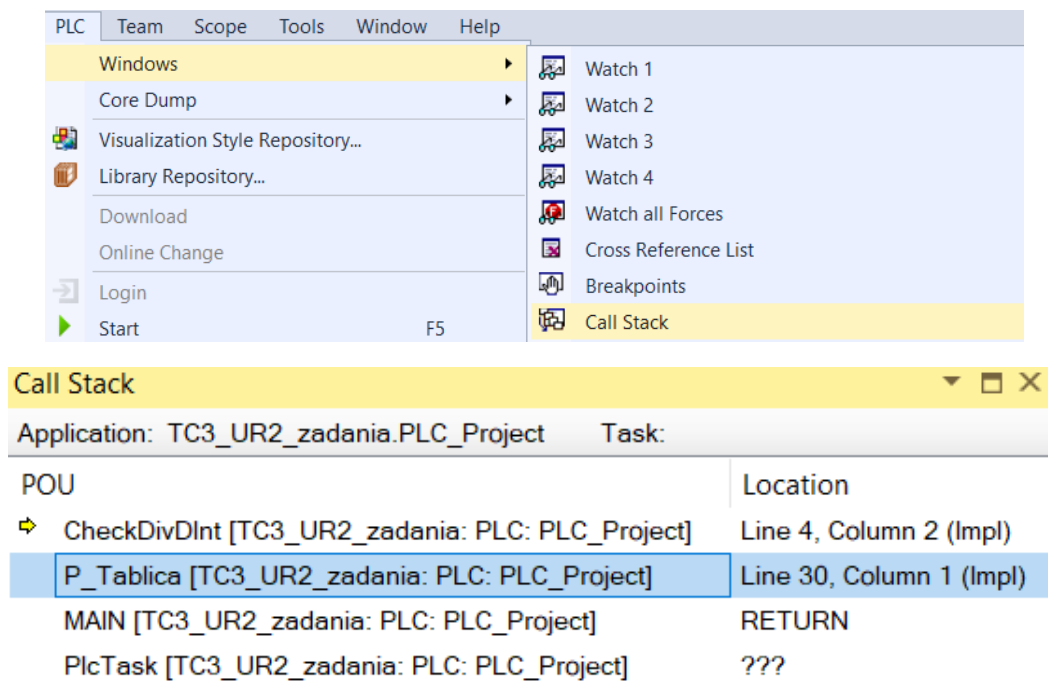 PLC Team Scope Tools Window Help
Windows
Core Dump
Visualization Style Repository...
Library Repository...
Download
Online Change
Login
Start F5
Watch 1
Watch 2
Watch 3
Watch 4
Watch all Forces
Cross Reference List
Breakpoints
Call Stack
Call Stack
Application: TC3_UR2_zadania.PLC_Project Task:
POU Location
CheckDivDInt [TC3_UR2_zadania: PLC: PLC_Project] Line 4, Column 2 (Impl)
P_Tablica [TC3_UR2_zadania: PLC: PLC_Project] Line 30, Column 1 (Impl)
MAIN [TC3_UR2_zadania: PLC: PLC_Project] RETURN
PlcTask [TC3_UR2_zadania: PLC: PLC_Project] ???